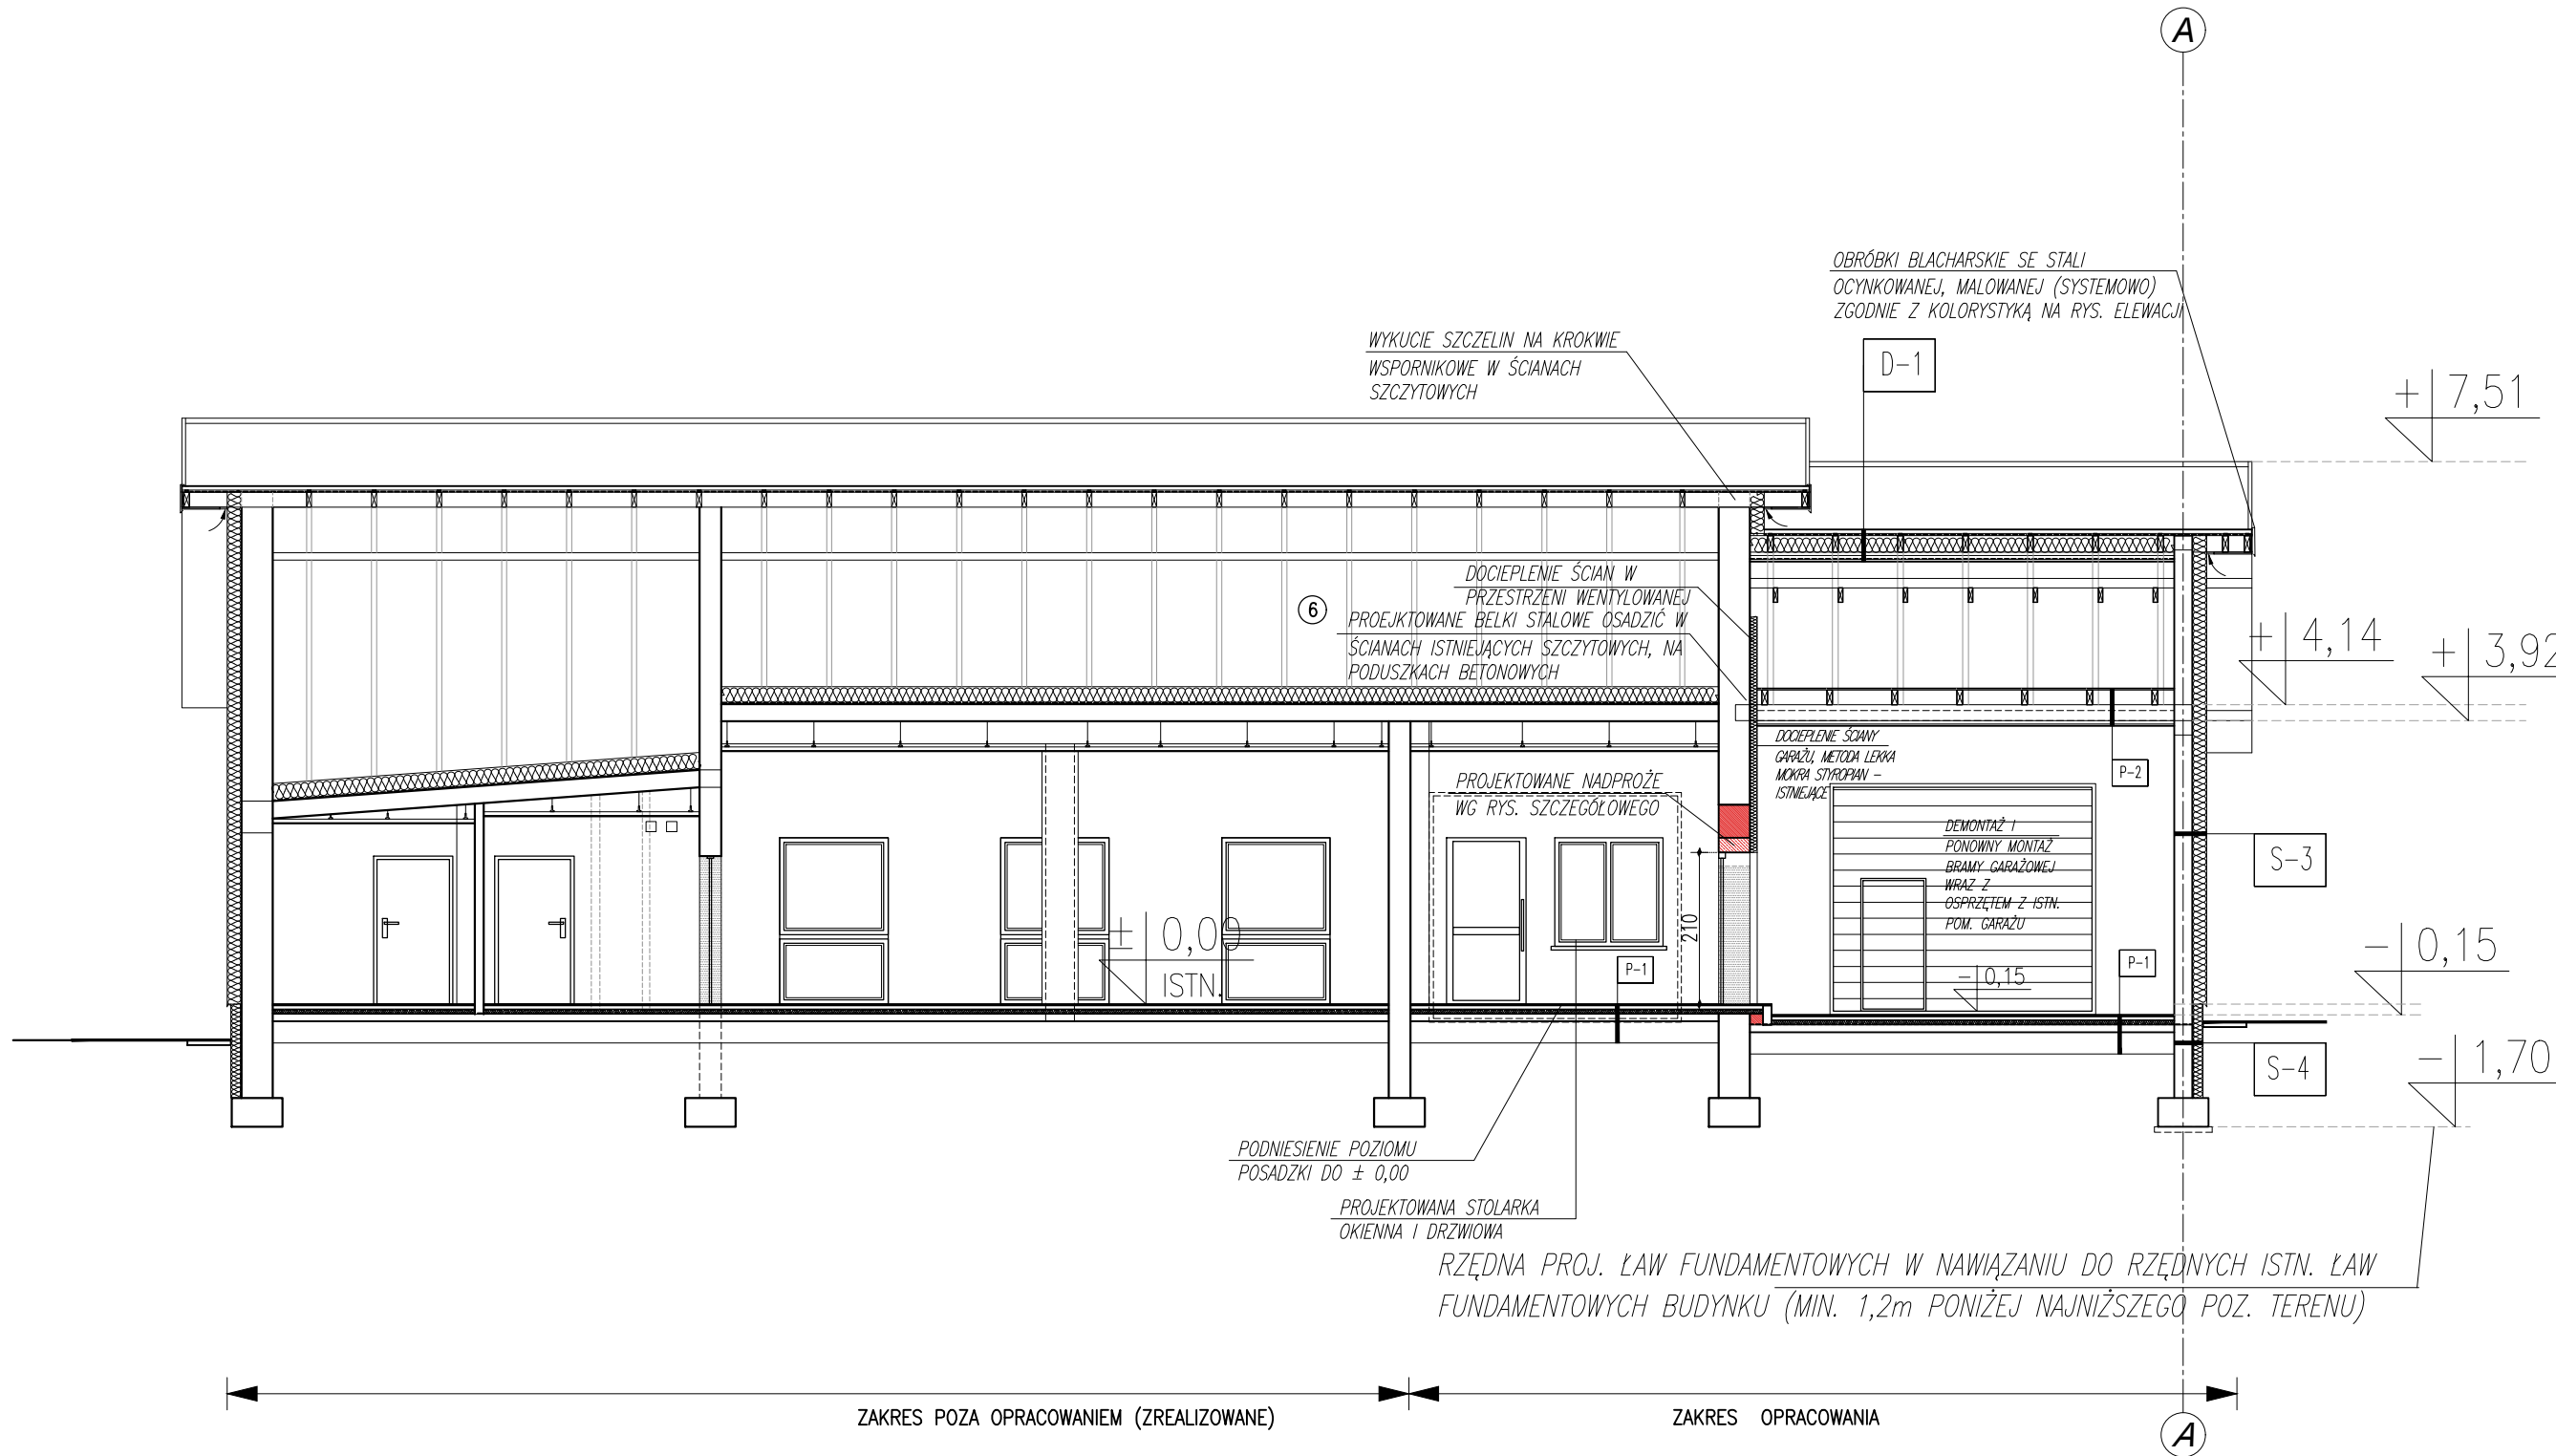 A
OBRÓBKI BLACHARSKIE SE STALI
OCYNKOWANEJ, MALOWANEJ (SYSTEMOWO)
ZGODNIE Z KOLORYSTYKĄ NA RYS. ELEWACJI
WYKUCIE SZCZELIN NA KROKWIE
WSPORNIKOWE W ŚCIANACH
SZCZYTOWYCH
D-1
+ 7,51
DOCIEPLENIE ŚCIAN W
PRZESTRZENI WENTYLOWANEJ
6
PROEJKTOWANE BELKI STALOWE OSADZIĆ W
ŚCIANACH ISTNIEJĄCYCH SZCZYTOWYCH, NA
PODUSZKACH BETONOWYCH
+ 4,14
+ 3,92
DOCIEPLENIE ŚCIANY
GARAŻU, METODA LEKKA
MOKRA STYROPIAN –
ISTNIEJĄCE
P-2
PROJEKTOWANE NADPROŻE
WG RYS. SZCZEGÓŁOWEGO
DEMONTAŻ I
PONOWNY MONTAŻ
BRAMY GARAŻOWEJ
WRAZ Z
OSPRZĘTEM Z ISTN.
POM. GARAŻU
S-3
210
± 0,00
ISTN.
P-1
P-1
- 0,15
- 0,15
S-4
- 1,70
PODNIESIENIE POZIOMU
POSADZKI DO ± 0,00
PROJEKTOWANA STOLARKA
OKIENNA I DRZWIOWA
RZĘDNA PROJ. ŁAW FUNDAMENTOWYCH W NAWIĄZANIU DO RZĘDNYCH ISTN. ŁAW
FUNDAMENTOWYCH BUDYNKU (MIN. 1,2m PONIŻEJ NAJNIŻSZEGO POZ. TERENU)
ZAKRES POZA OPRACOWANIEM (ZREALIZOWANE)
ZAKRES OPRACOWANIA
A